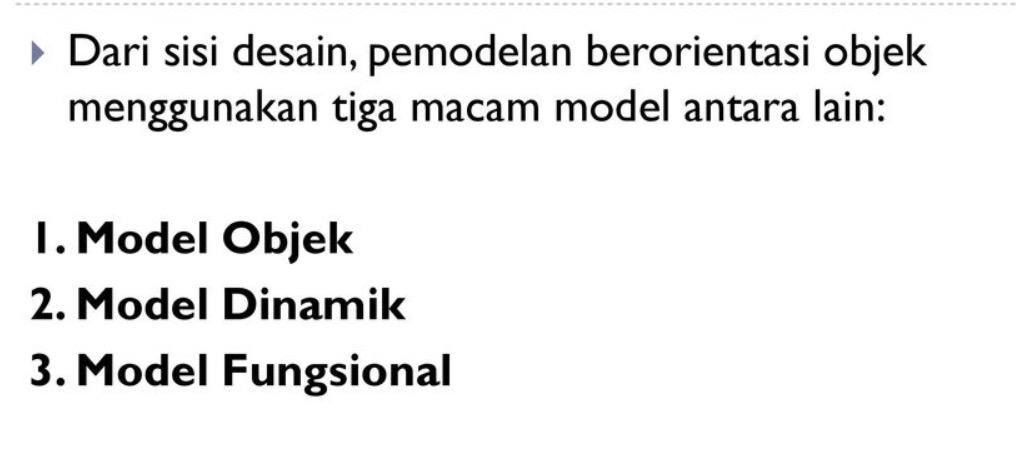 Dari sisi desain, pemodelan berorientasi objek
menggunakan tiga macam model antara lain:
1. Model Objek
2. Model Dinamik
3. Model Fungsional